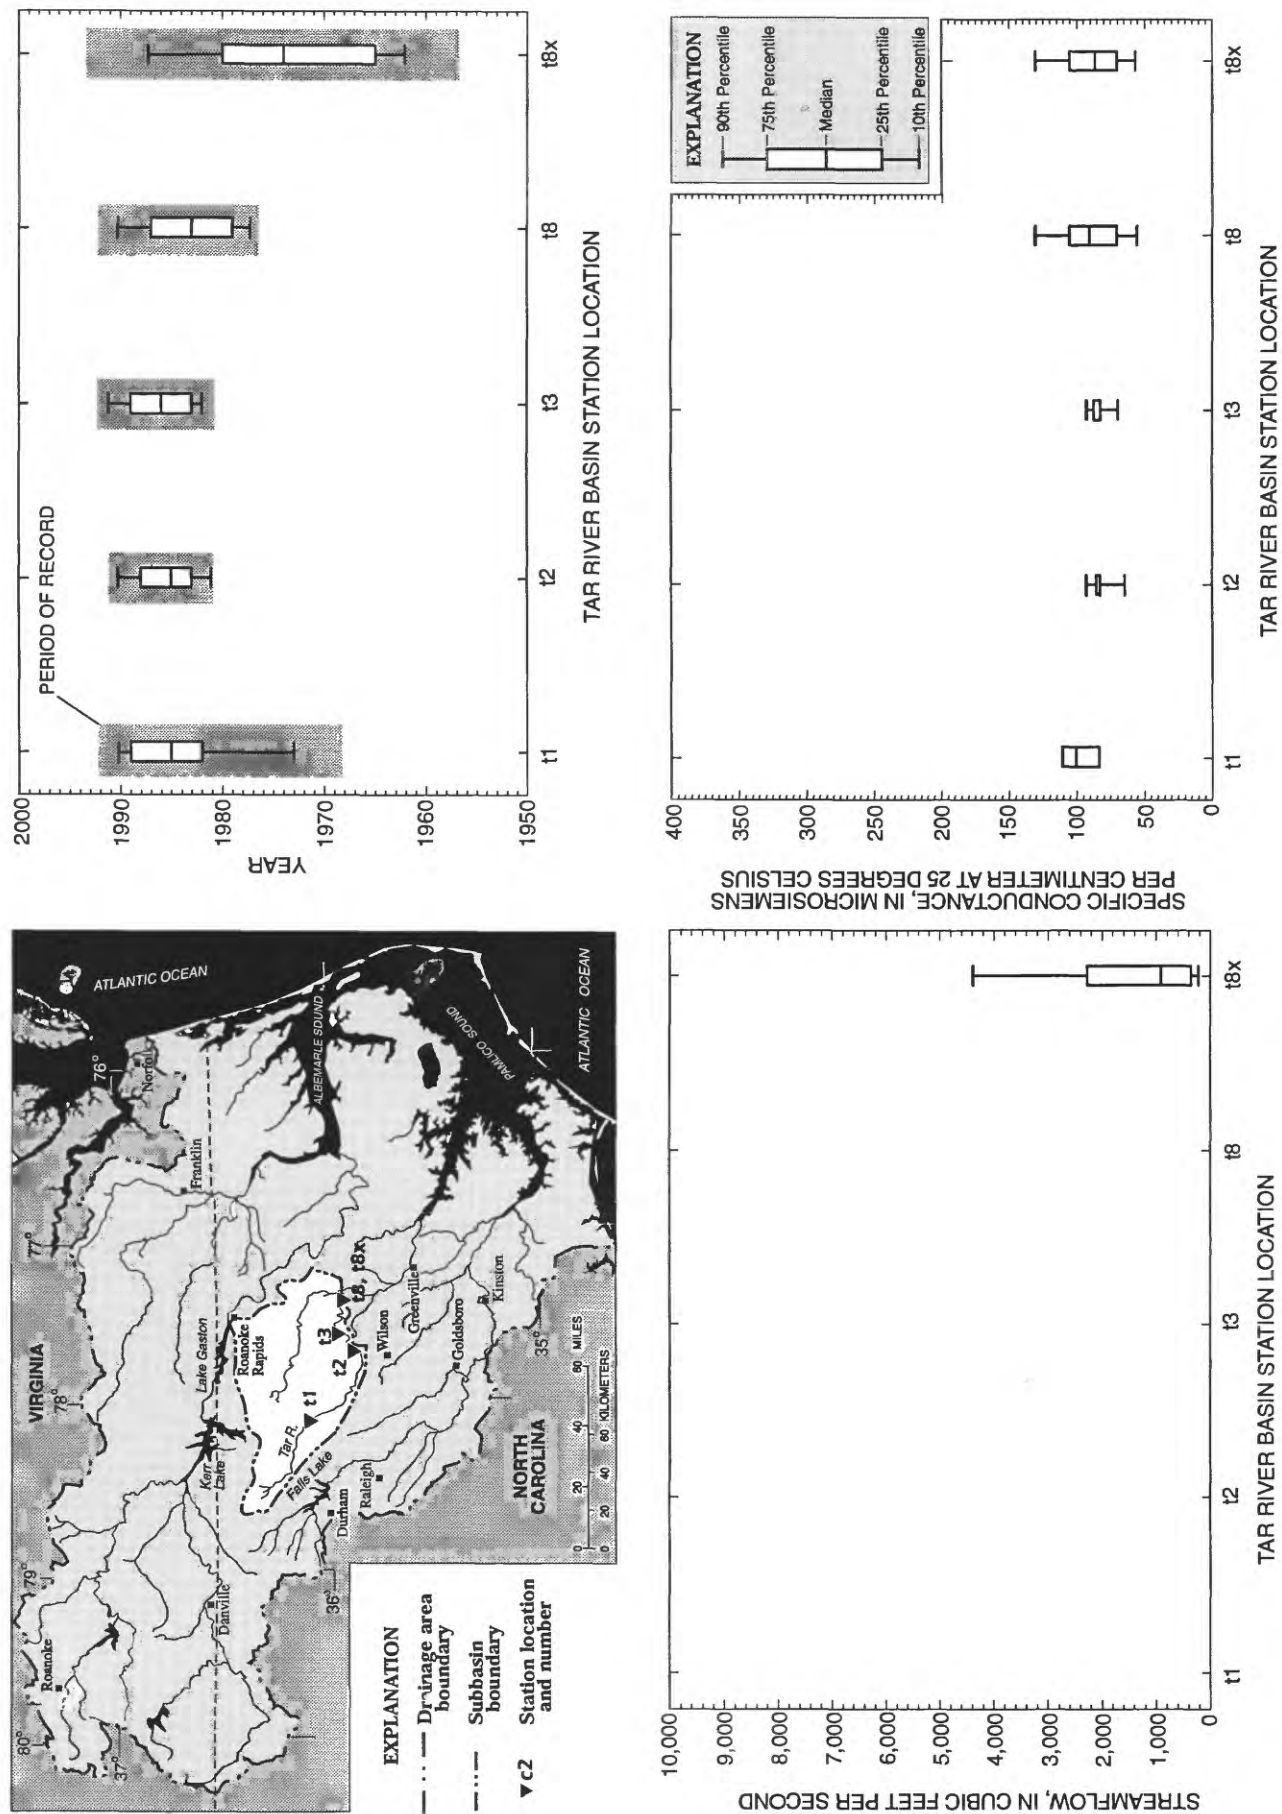 VIRGINIA
NORTH
CAROLINA
ATLANTIC OCEAN
ATLANTIC OCEAN
ALBEMARLE SOUND
PAMLICO SOUND
80°
79°
78°
77°
76°
37°
36°
35°
Roanoke
Danville
Kerr
Lake
Lake Gaston
Roanoke
Rapids
Franklin
Norfolk
Tar R.
Falls Lake
Durham
Raleigh
Wilson
Greenville
Goldsboro
Kinston
t1
t2
t3
t8, t8x
0 20 40 60 MILES
0 20 40 60 KILOMETERS
EXPLANATION
Drainage area
boundary
Subbasin
boundary
c2 Station location
and number
PERIOD OF RECORD
YEAR
2000
1990
1980
1970
1960
1950
t1 t2 t3 t8 t8x
TAR RIVER BASIN STATION LOCATION
STREAMFLOW, IN CUBIC FEET PER SECOND
10,000
9,000
8,000
7,000
6,000
5,000
4,000
3,000
2,000
1,000
0
t1 t2 t3 t8 t8x
TAR RIVER BASIN STATION LOCATION
SPECIFIC CONDUCTANCE, IN MICROSIEMENS
PER CENTIMETER AT 25 DEGREES CELSIUS
400
350
300
250
200
150
100
50
0
t1 t2 t3 t8 t8x
TAR RIVER BASIN STATION LOCATION
EXPLANATION
90th Percentile
75th Percentile
Median
25th Percentile
10th Percentile